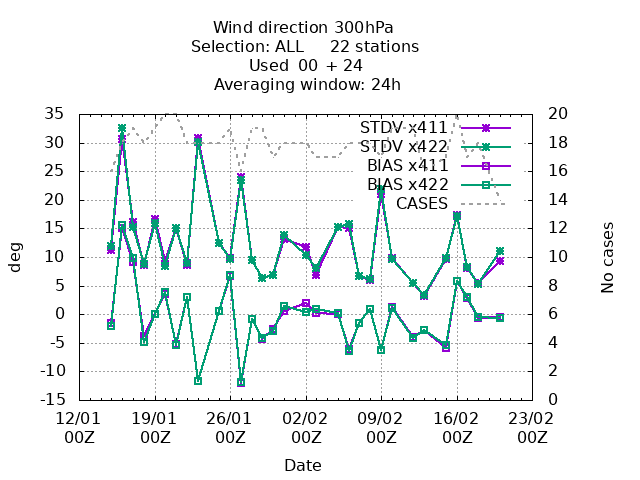 Wind direction 300hPa
Selection: ALL 22 stations
Used 00 + 24
Averaging window: 24h
35 20
30 18
25 16
20 14
15 12
10 10
5 8
0 6
-5 4
-10 2
-15 0
STDV x411
STDV x422
BIAS x411
BIAS x422
CASES
deg
No cases
12/01 19/01 26/01 02/02 09/02 16/02 23/02
00Z 00Z 00Z 00Z 00Z 00Z 00Z
Date